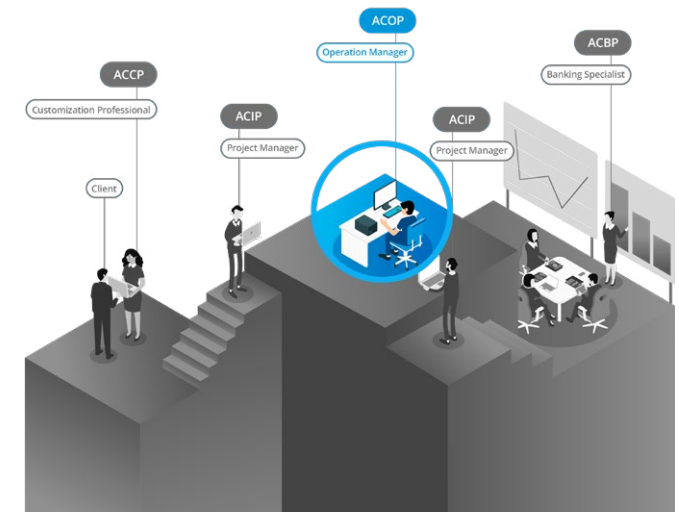 ACOP
Operation Manager
ACBP
Banking Specialist
ACCP
Customization Professional
ACIP
Project Manager
ACIP
Project Manager
Client